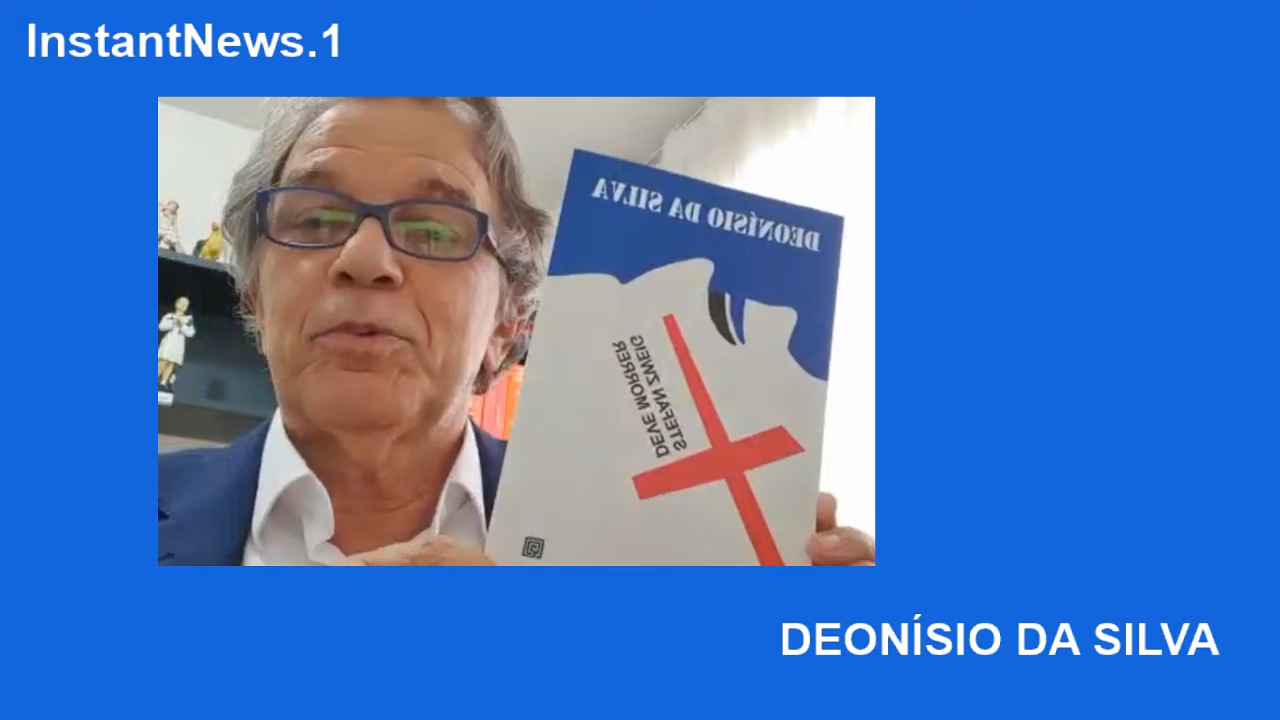 InstantNews.1
DEONÍSIO DA SILVA
STEFAN ZWEIG
DEVE MORRER
DEONÍSIO DA SILVA